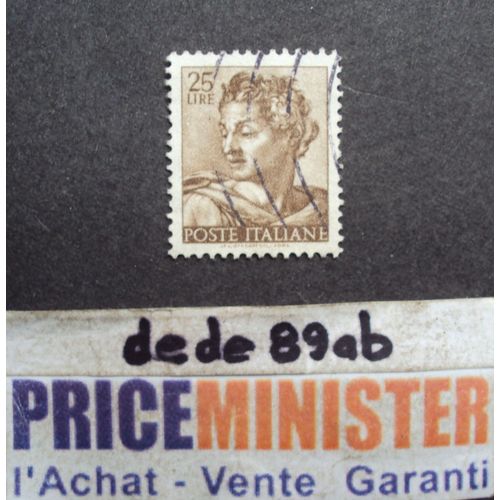 25
LIRE
POSTE ITALIANE
dede 89ab
PRICEMINISTER
l'Achat - Vente Garanti